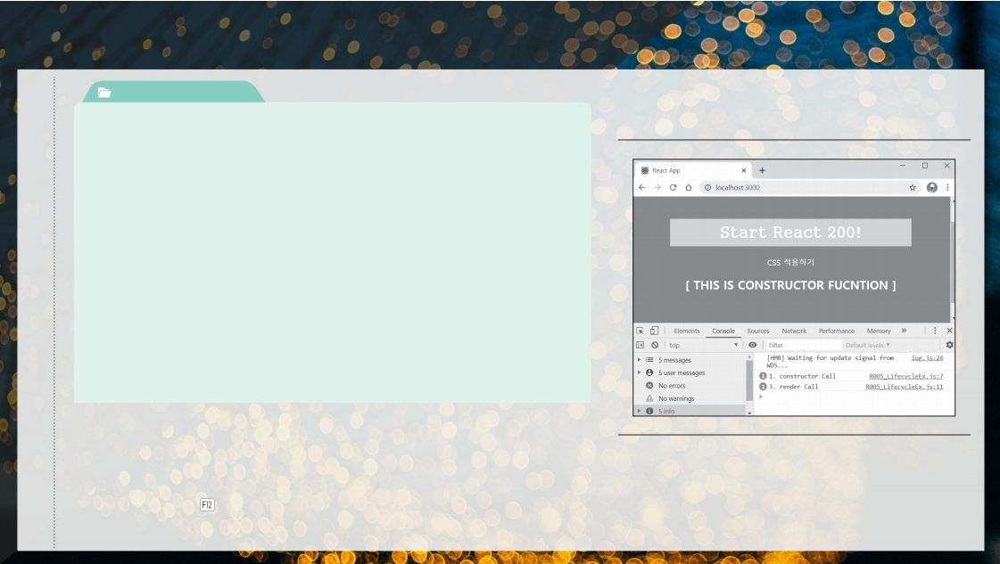 React App
localhost:3000
Start React 200!
CSS 적용하기
[ THIS IS CONSTRUCTOR FUCNTION ]
Elements Console Sources Network Performance Memory »
top Filter Default levels ▼
5 messages
5 user messages
No errors
No warnings
5 info
[HMR] Waiting for update signal from WDS... log.js:24
2 1. constructor Call R005_LifecycleEx.js:7
2 3. render Call R005_LifecycleEx.js:11
F12